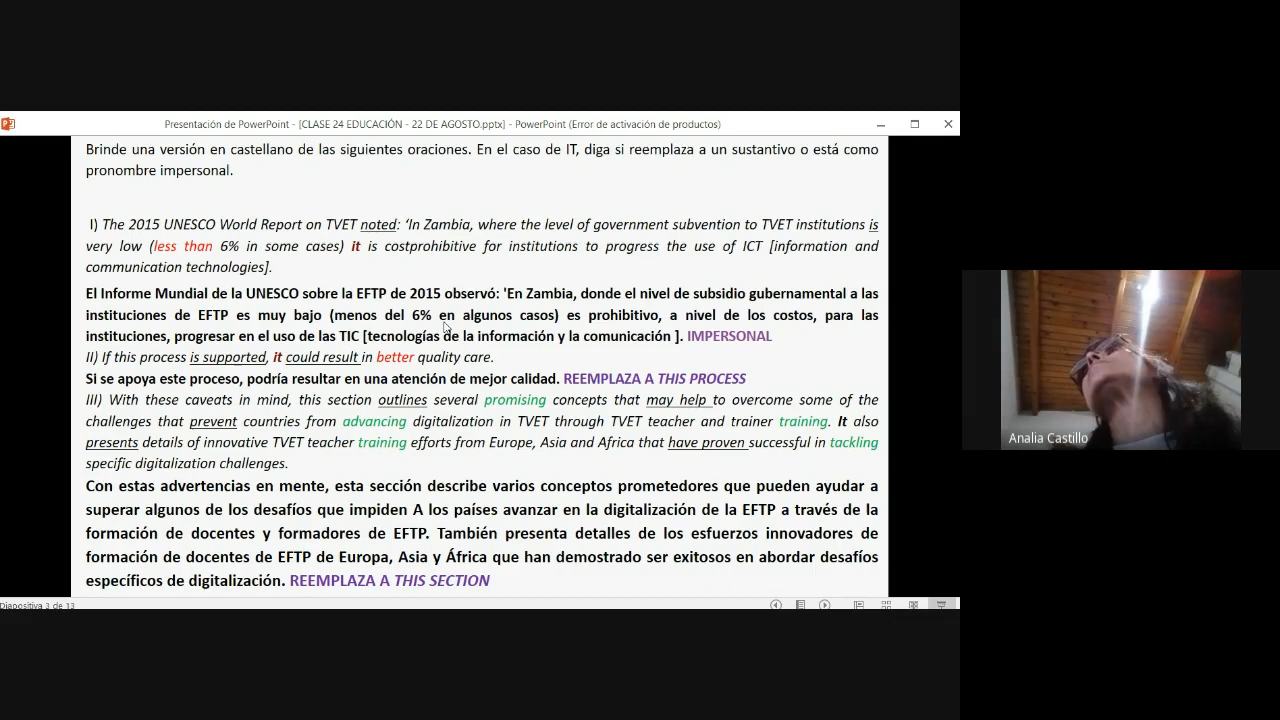 Presentación de PowerPoint - [CLASE 24 EDUCACIÓN - 22 DE AGOSTO.pptx] - PowerPoint (Error de activación de productos)
Brinde una versión en castellano de las siguientes oraciones. En el caso de IT, diga si reemplaza a un sustantivo o está como
pronombre impersonal.
I) The 2015 UNESCO World Report on TVET noted: ‘In Zambia, where the level of government subvention to TVET institutions is
very low (less than 6% in some cases) it is costprohibitive for institutions to progress the use of ICT [information and
communication technologies].
El Informe Mundial de la UNESCO sobre la EFTP de 2015 observó: 'En Zambia, donde el nivel de subsidio gubernamental a las
instituciones de EFTP es muy bajo (menos del 6% en algunos casos) es prohibitivo, a nivel de los costos, para las
instituciones, progresar en el uso de las TIC [tecnologías de la información y la comunicación ]. IMPERSONAL
II) If this process is supported, it could result in better quality care.
Si se apoya este proceso, podría resultar en una atención de mejor calidad. REEMPLAZA A THIS PROCESS
III) With these caveats in mind, this section outlines several promising concepts that may help to overcome some of the
challenges that prevent countries from advancing digitalization in TVET through TVET teacher and trainer training. It also
presents details of innovative TVET teacher training efforts from Europe, Asia and Africa that have proven successful in tackling
specific digitalization challenges.
Con estas advertencias en mente, esta sección describe varios conceptos prometedores que pueden ayudar a
superar algunos de los desafíos que impiden A los países avanzar en la digitalización de la EFTP a través de la
formación de docentes y formadores de EFTP. También presenta detalles de los esfuerzos innovadores de
formación de docentes de EFTP de Europa, Asia y África que han demostrado ser exitosos en abordar desafíos
específicos de digitalización. REEMPLAZA A THIS SECTION
Diapositiva 3 de 13
Analia Castillo